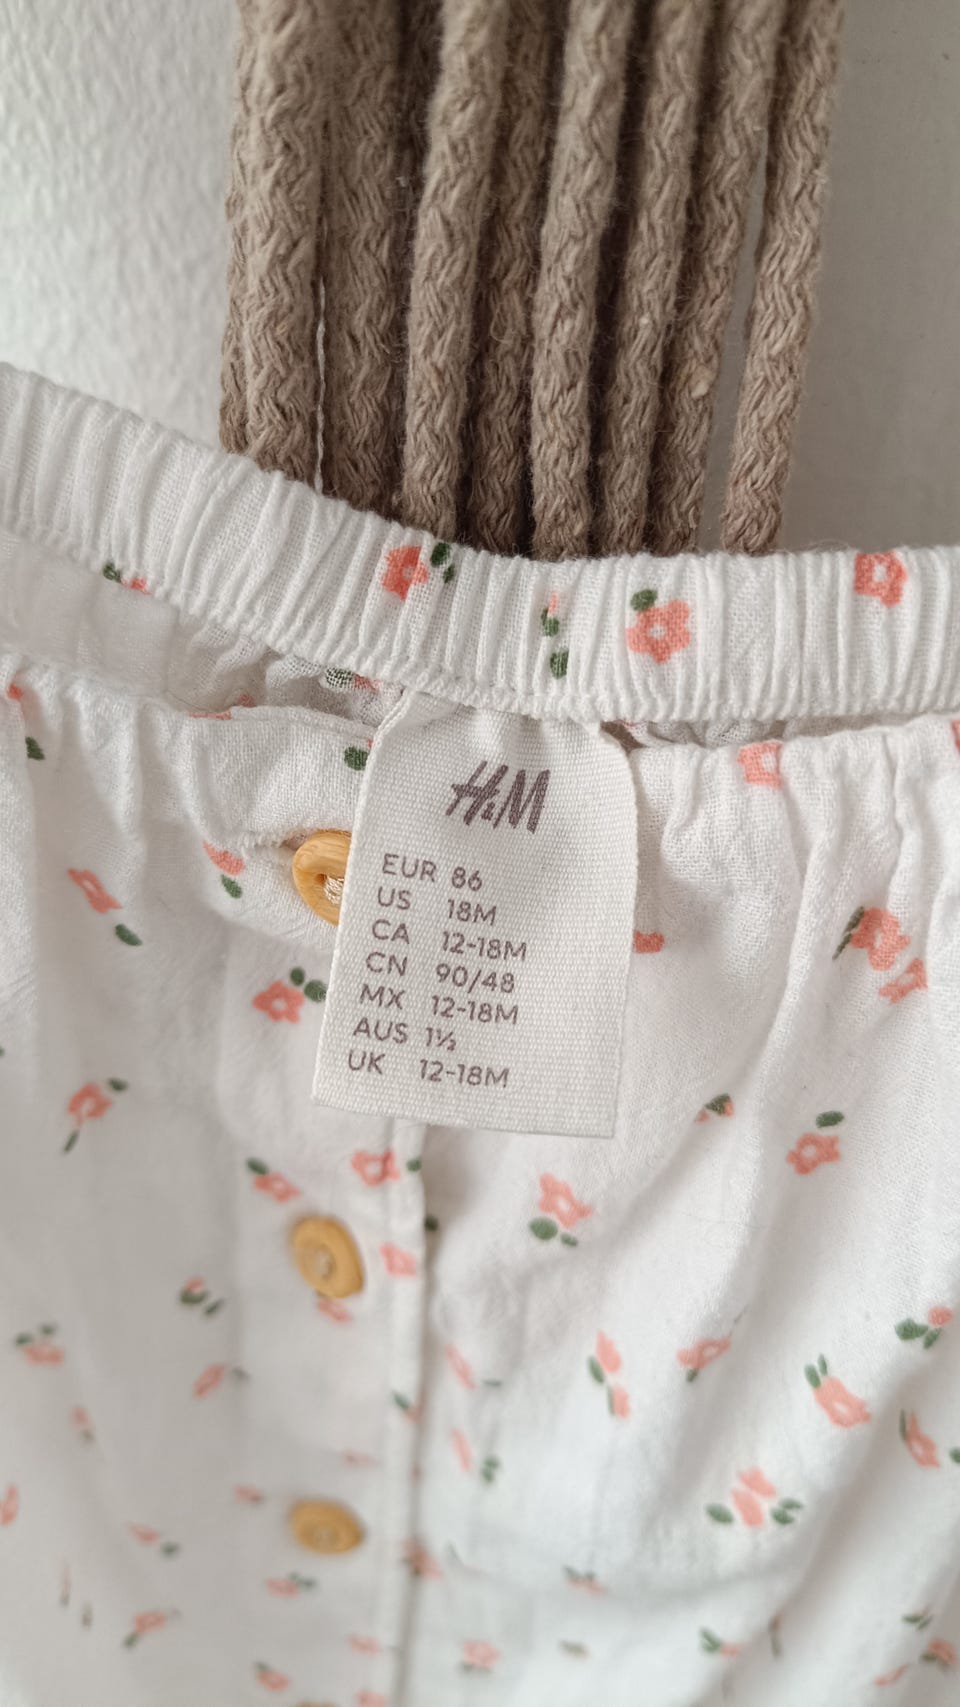 H&M
EUR 86
US 18M
CA 12-18M
CN 90/48
MX 12-18M
AUS 1½
UK 12-18M